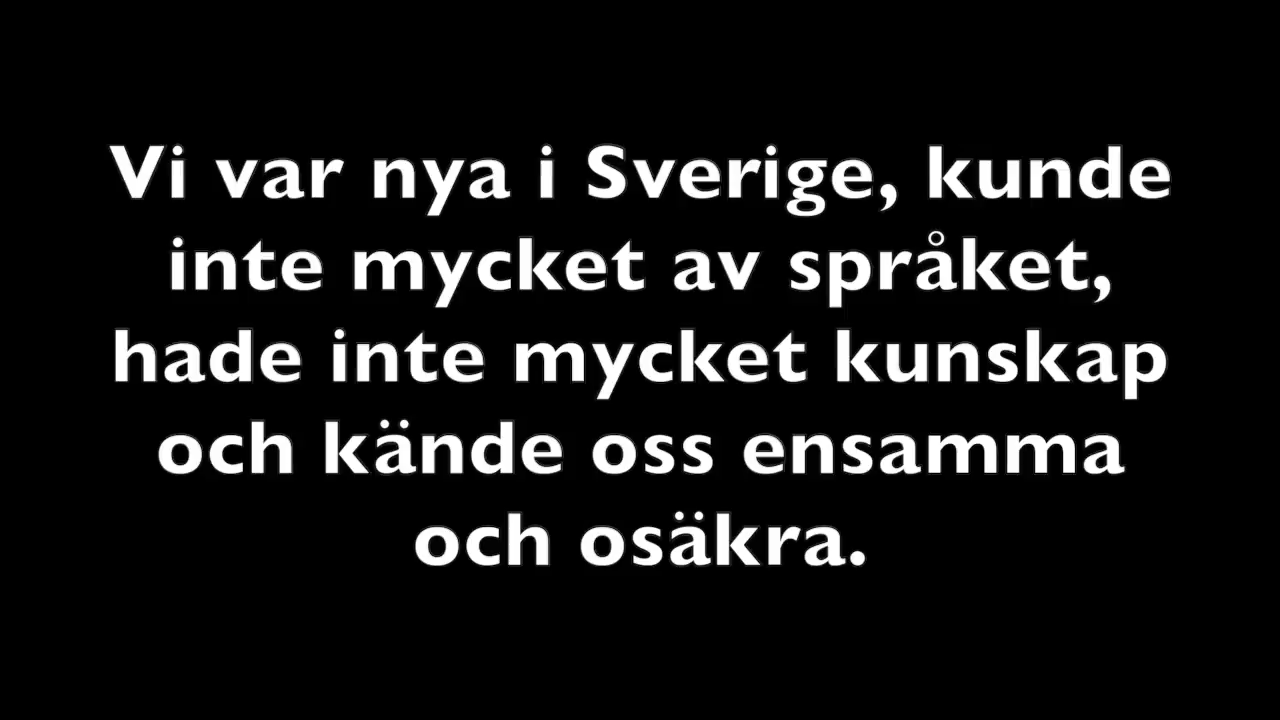 Vi var nya i Sverige, kunde
inte mycket av språket,
hade inte mycket kunskap
och kände oss ensamma
och osäkra.